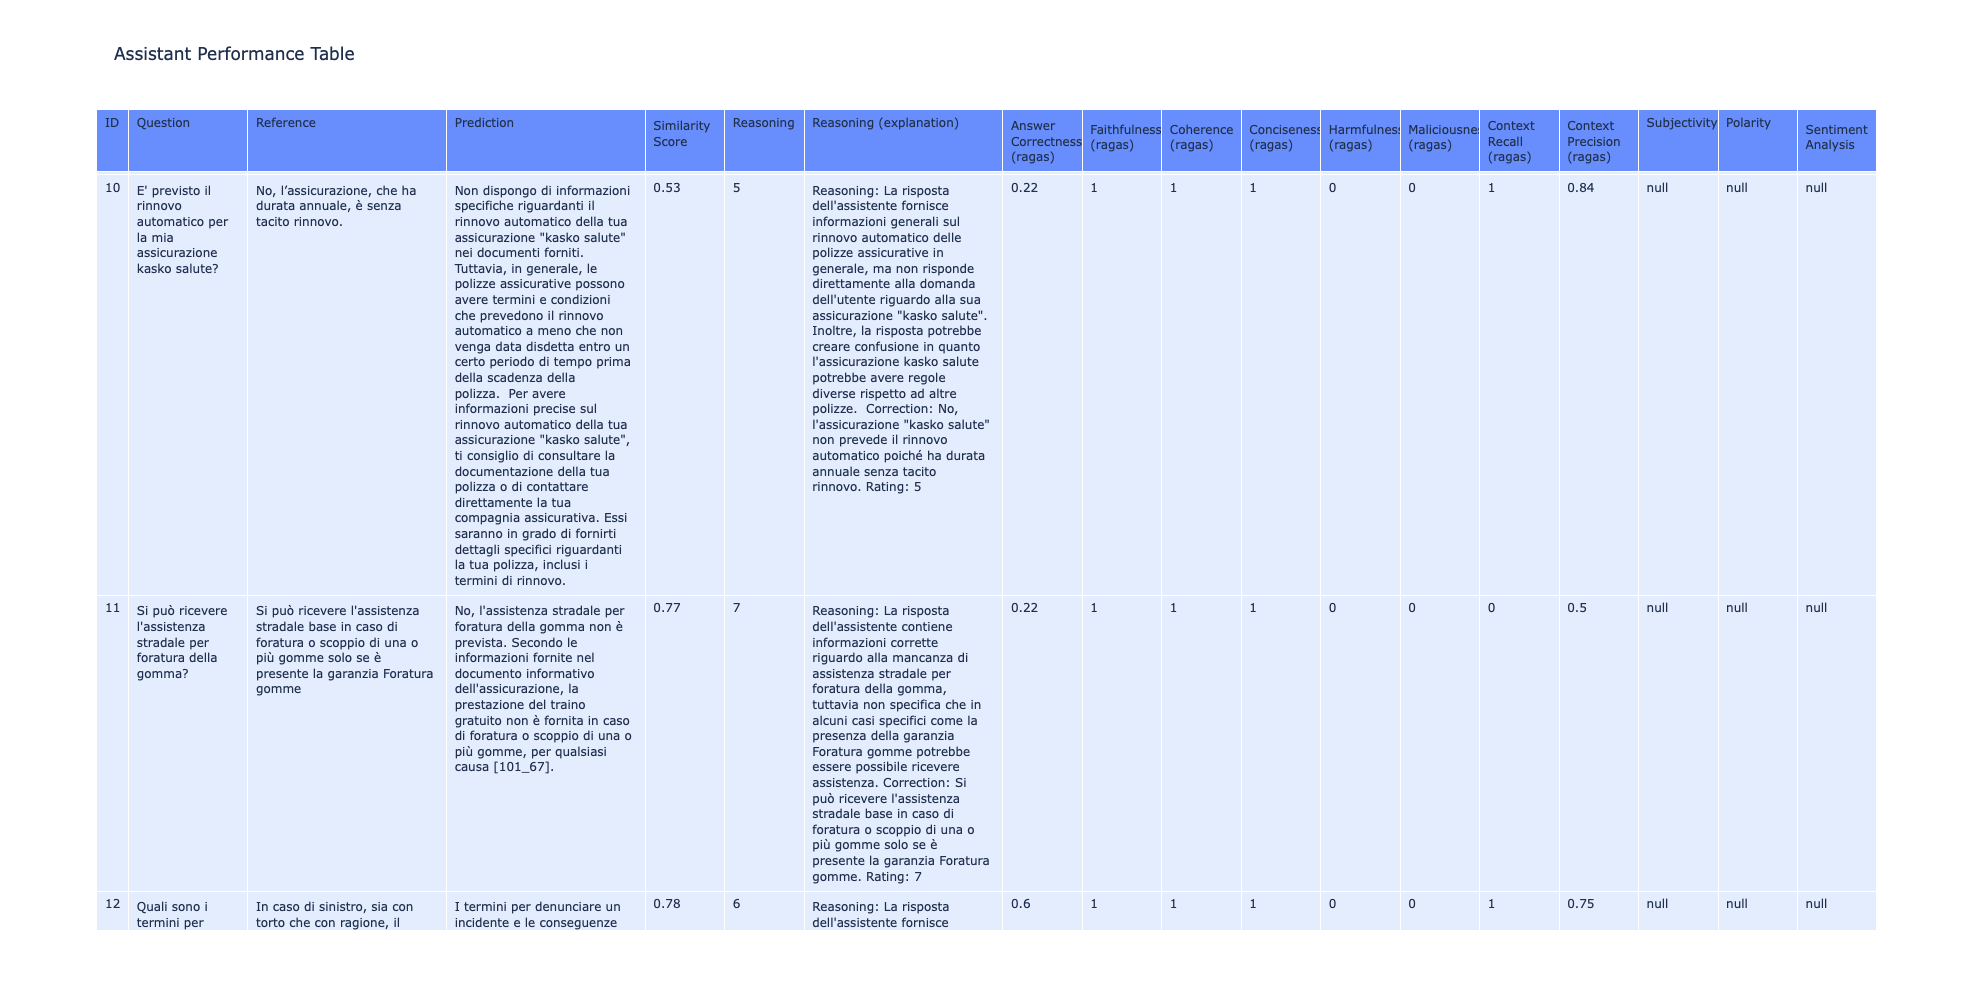 Assistant Performance Table
ID
Question
Reference
Prediction
Similarity
Score
Reasoning
Reasoning (explanation)
Answer
Correctness
(ragas)
Faithfulness
(ragas)
Coherence
(ragas)
Conciseness
(ragas)
Harmfulness
(ragas)
Maliciousne
(ragas)
Context
Recall
(ragas)
Context
Precision
(ragas)
Subjectivity
Polarity
Sentiment
Analysis
10
E' previsto il
rinnovo
automatico per
la mia
assicurazione
kasko salute?
No, l’assicurazione, che ha
durata annuale, è senza
tacito rinnovo.
Non dispongo di informazioni
specifiche riguardanti il
rinnovo automatico della tua
assicurazione "kasko salute"
nei documenti forniti.
Tuttavia, in generale, le
polizze assicurative possono
avere termini e condizioni
che prevedono il rinnovo
automatico a meno che non
venga data disdetta entro un
certo periodo di tempo prima
della scadenza della
polizza.  Per avere
informazioni precise sul
rinnovo automatico della tua
assicurazione "kasko salute",
ti consiglio di consultare la
documentazione della tua
polizza o di contattare
direttamente la tua
compagnia assicurativa. Essi
saranno in grado di fornirti
dettagli specifici riguardanti
la tua polizza, inclusi i
termini di rinnovo.
0.53
5
Reasoning: La risposta
dell'assistente fornisce
informazioni generali sul
rinnovo automatico delle
polizze assicurative in
generale, ma non risponde
direttamente alla domanda
dell'utente riguardo alla sua
assicurazione "kasko salute".
Inoltre, la risposta potrebbe
creare confusione in quanto
l'assicurazione kasko salute
potrebbe avere regole
diverse rispetto ad altre
polizze.  Correction: No,
l'assicurazione "kasko salute"
non prevede il rinnovo
automatico poiché ha durata
annuale senza tacito
rinnovo. Rating: 5
0.22
1
1
1
0
0
1
0.84
null
null
null
11
Si può ricevere
l'assistenza
stradale per
foratura della
gomma?
Si può ricevere l'assistenza
stradale base in caso di
foratura o scoppio di una o
più gomme solo se è
presente la garanzia Foratura
gomme
No, l'assistenza stradale per
foratura della gomma non è
prevista. Secondo le
informazioni fornite nel
documento informativo
dell'assicurazione, la
prestazione del traino
gratuito non è fornita in caso
di foratura o scoppio di una o
più gomme, per qualsiasi
causa [101_67].
0.77
7
Reasoning: La risposta
dell'assistente contiene
informazioni corrette
riguardo alla mancanza di
assistenza stradale per
foratura della gomma,
tuttavia non specifica che in
alcuni casi specifici come la
presenza della garanzia
Foratura gomme potrebbe
essere possibile ricevere
assistenza. Correction: Si
può ricevere l'assistenza
stradale base in caso di
foratura o scoppio di una o
più gomme solo se è
presente la garanzia Foratura
gomme. Rating: 7
0.22
1
1
1
0
0
0
0.5
null
null
null
12
Quali sono i
termini per
In caso di sinistro, sia con
torto che con ragione, il
I termini per denunciare un
incidente e le conseguenze
0.78
6
Reasoning: La risposta
dell'assistente fornisce
0.6
1
1
1
0
0
1
0.75
null
null
null